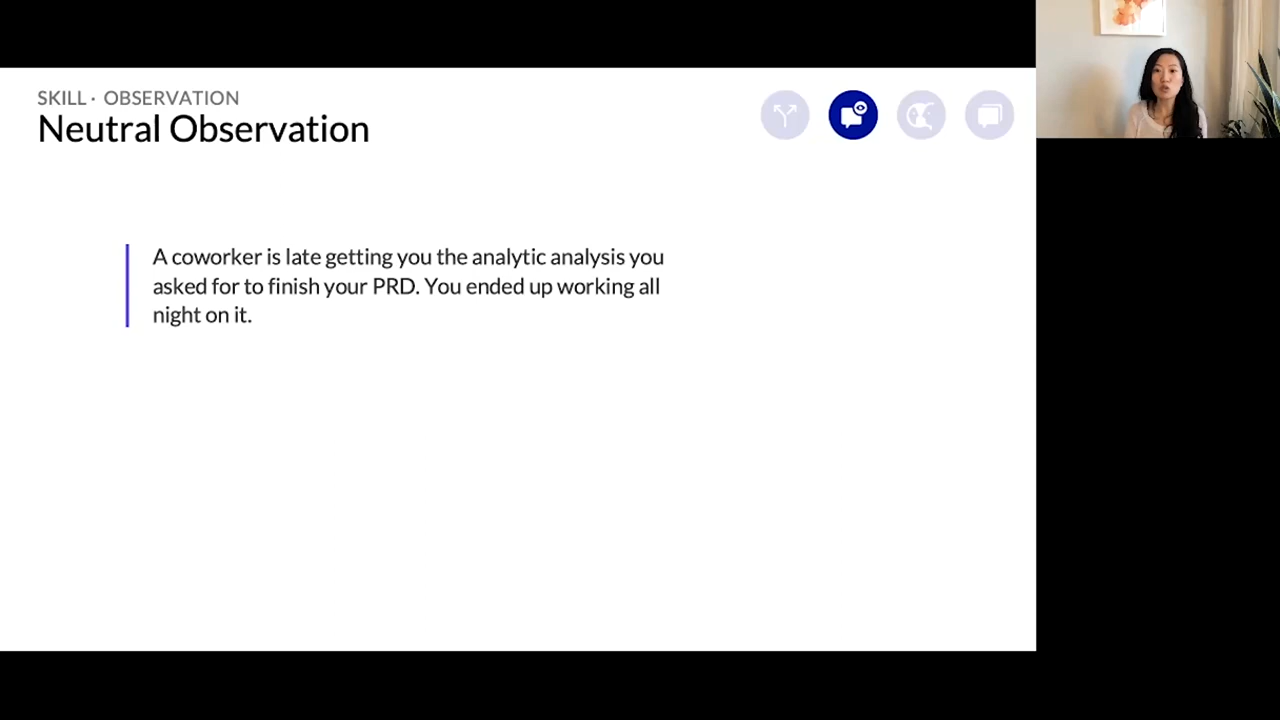 SKILL · OBSERVATION
Neutral Observation
A coworker is late getting you the analytic analysis you
asked for to finish your PRD. You ended up working all
night on it.